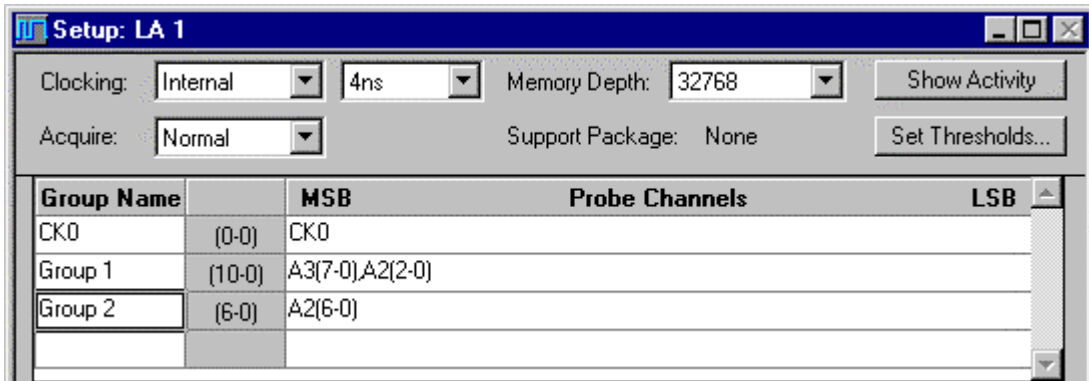 Setup: LA 1
Clocking: Internal 4ns Memory Depth: 32768 Show Activity
Acquire: Normal Support Package: None Set Thresholds...
Group Name MSB Probe Channels LSB
CK0 (0-0) CK0
Group 1 (10-0) A3(7-0),A2(2-0)
Group 2 (6-0) A2(6-0)